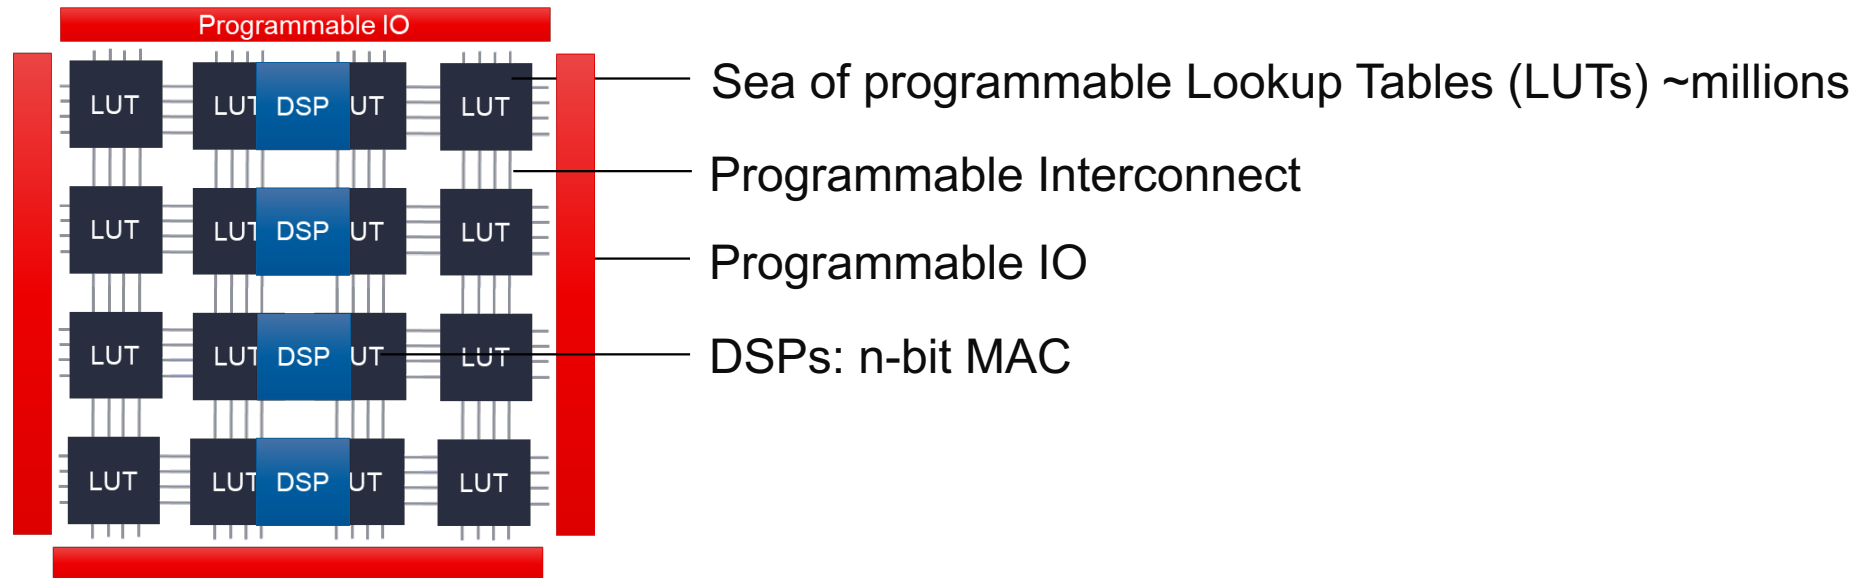 Programmable IO
LUT LUT DSP UT LUT
Sea of programmable Lookup Tables (LUTs) ~millions
Programmable Interconnect
LUT LUT DSP UT LUT
Programmable IO
LUT LUT DSP UT LUT
DSPs: n-bit MAC
LUT LUT DSP UT LUT